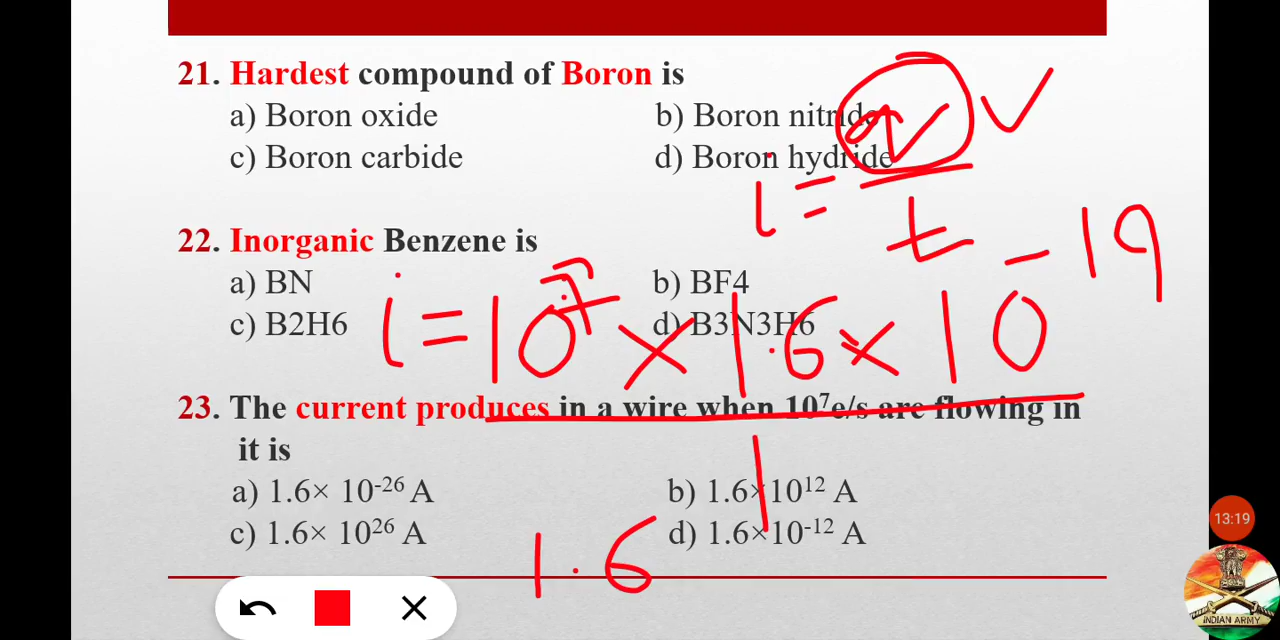 21. Hardest compound of Boron is
a) Boron oxide b) Boron nitride
c) Boron carbide d) Boron hydride
i = q/t
22. Inorganic Benzene is
a) BN b) BF4
c) B2H6 d) B3N3H6
i = 10⁷ × 1.6 × 10⁻¹⁹
1
23. The current produces in a wire when 10⁷e/s are flowing in
it is
a) 1.6× 10⁻²⁶ A b) 1.6×10¹² A
c) 1.6× 10²⁶ A d) 1.6×10⁻¹² A
1.6
13:19
INDIAN ARMY